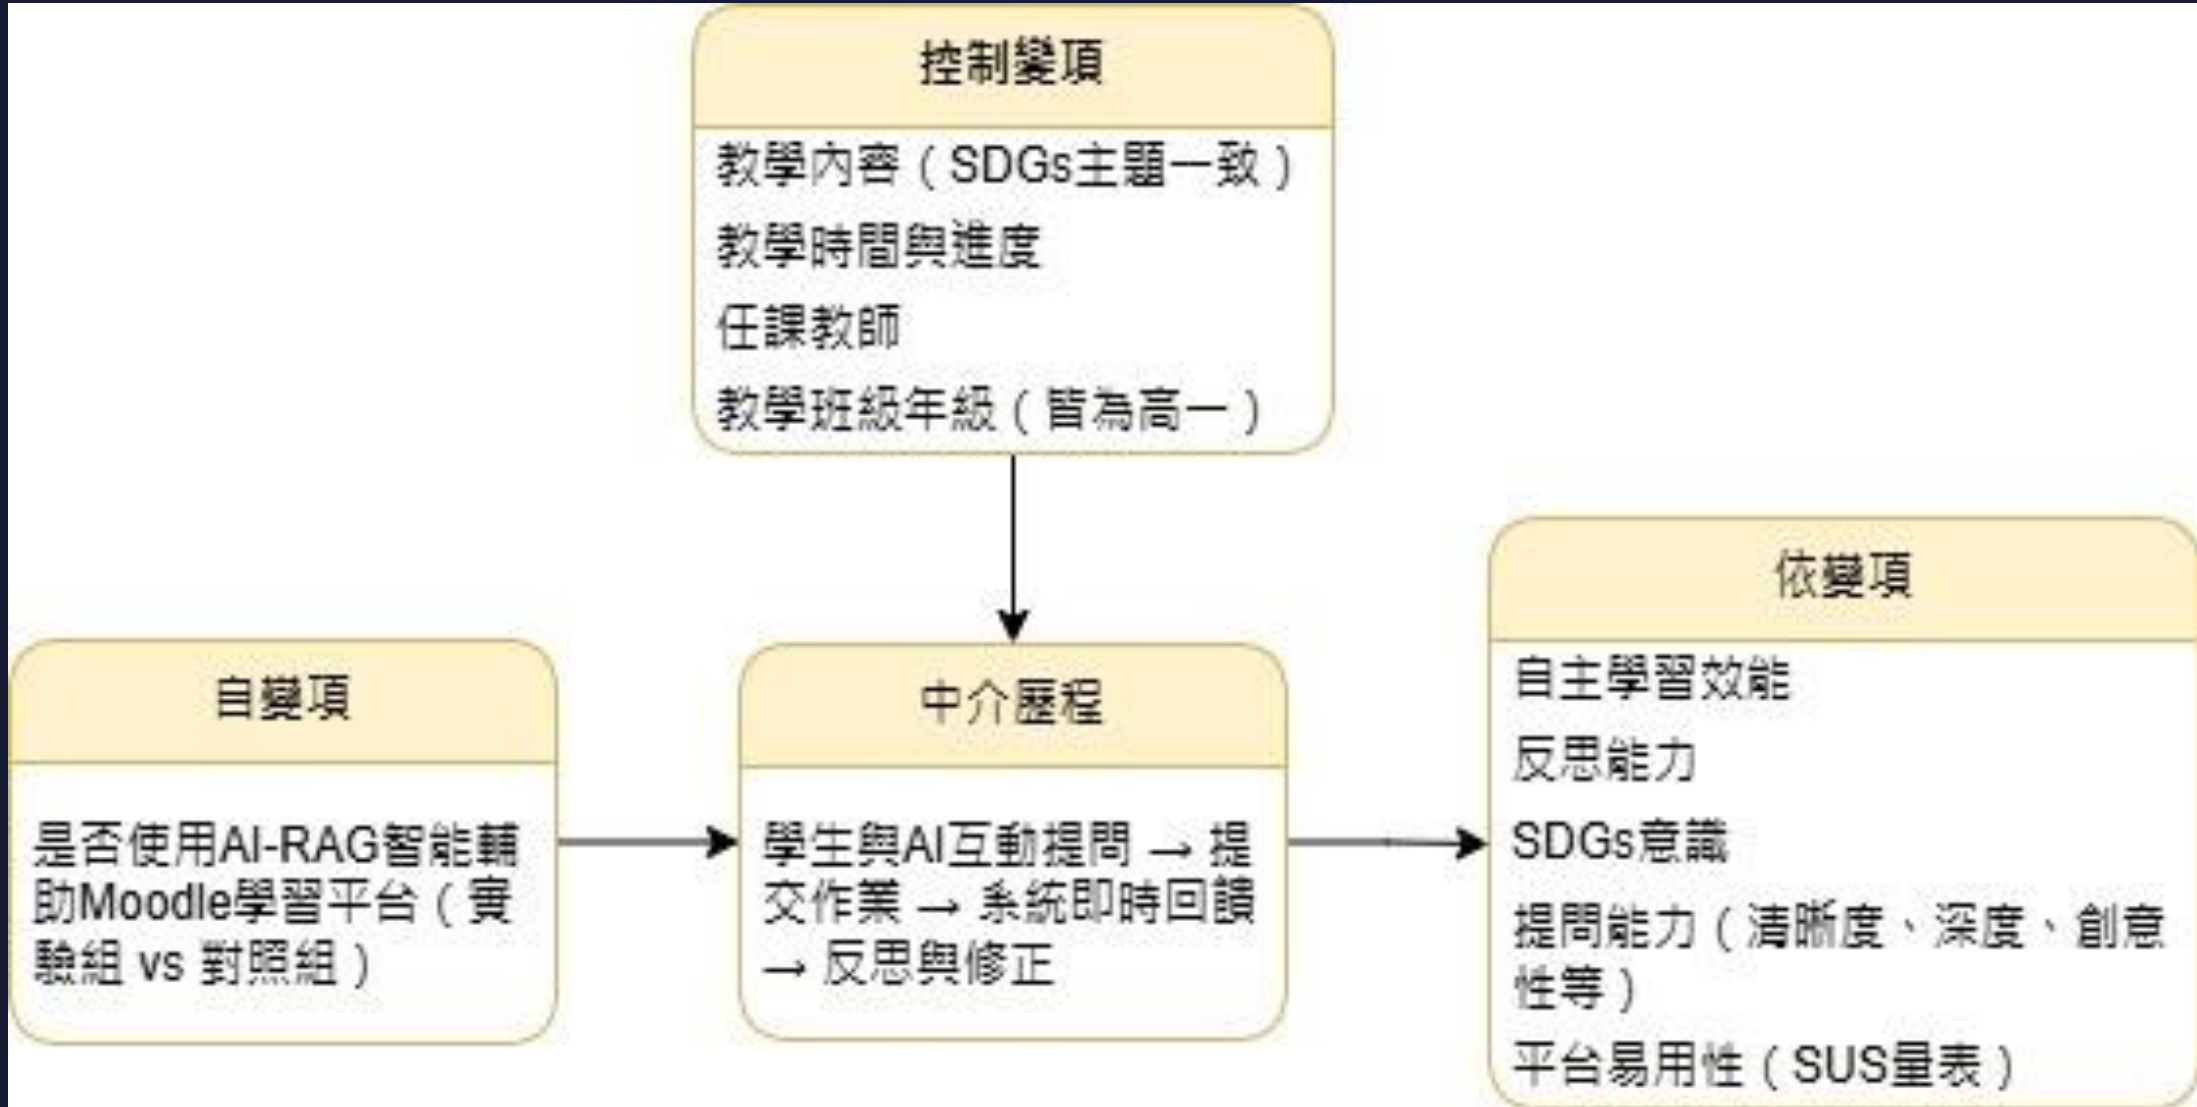 控制變項
教學內容（SDGs主題一致）
教學時間與進度
任課教師
教學班級年級（皆為高一）
自變項
是否使用AI-RAG智能輔
助Moodle學習平台（實
驗組 vs 對照組）
中介歷程
學生與AI互動提問 → 提
交作業 → 系統即時回饋
→ 反思與修正
依變項
自主學習效能
反思能力
SDGs意識
提問能力（清晰度、深度、創意
性等）
平台易用性（SUS量表）